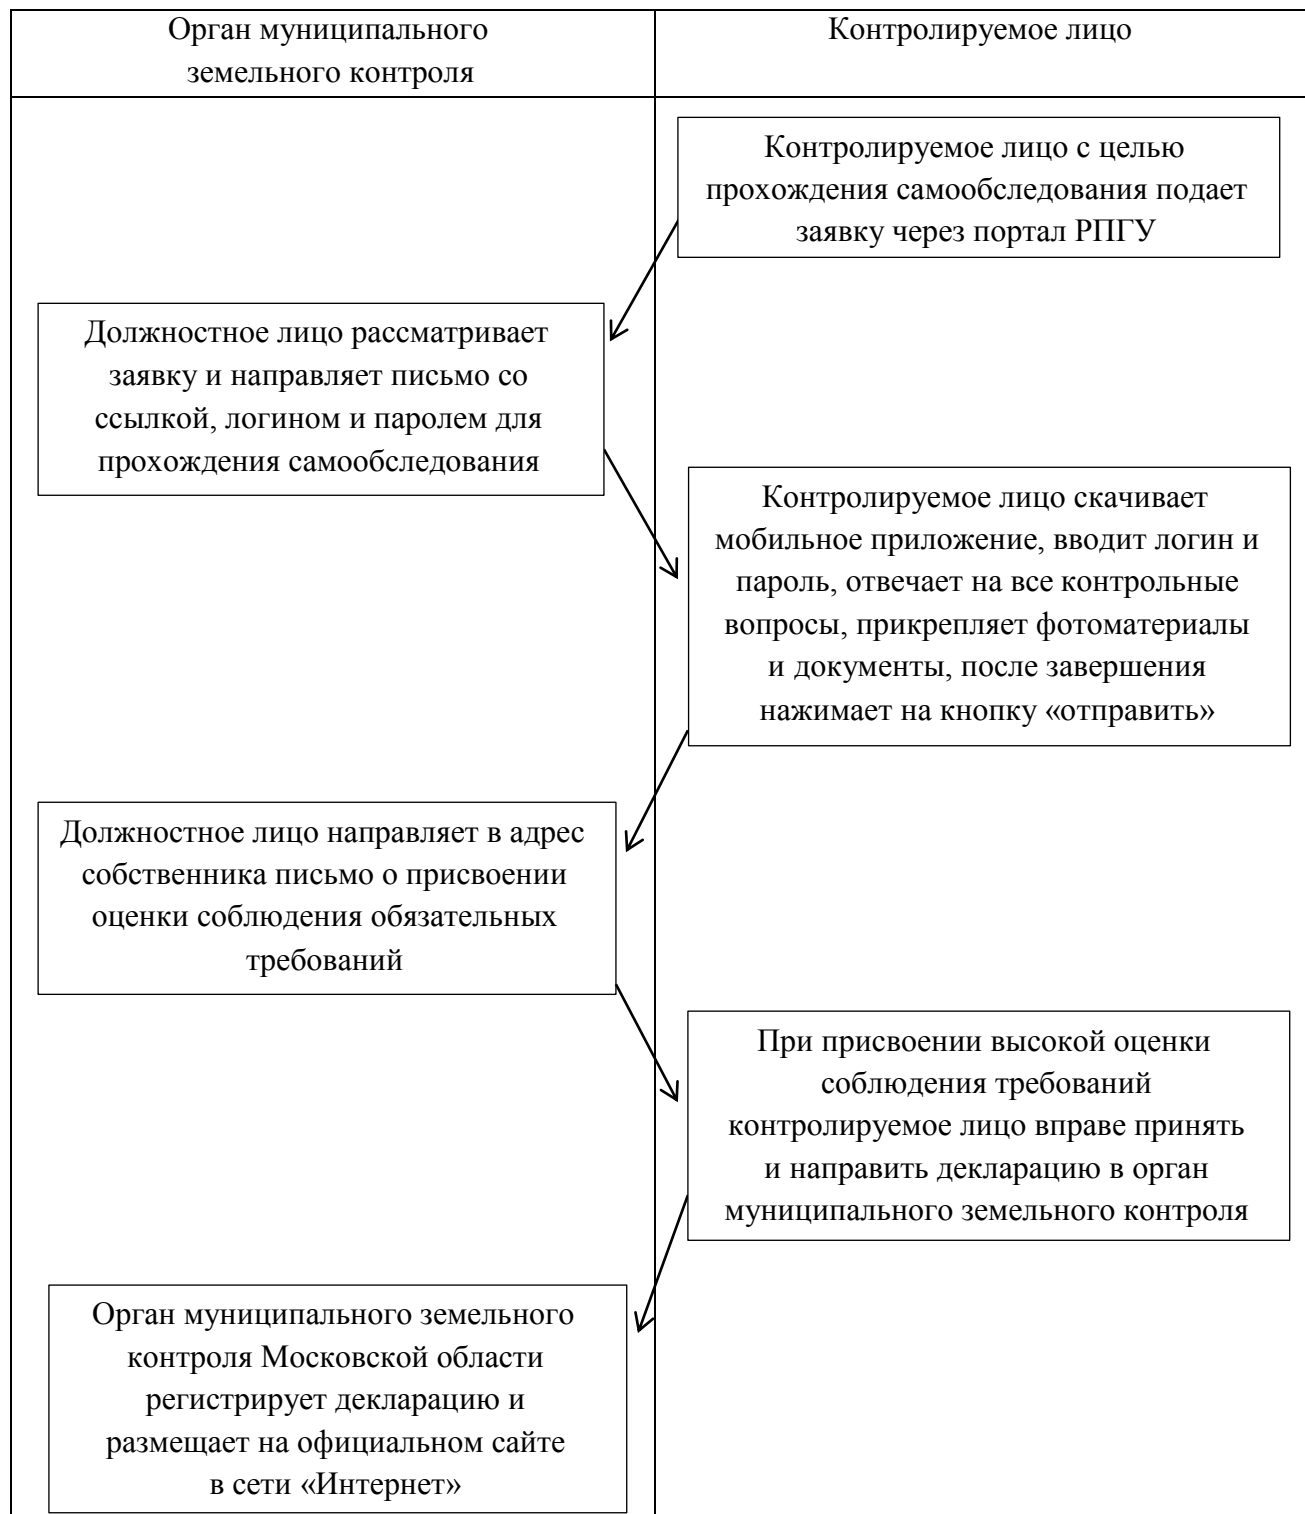 Орган муниципального
земельного контроля
Контролируемое лицо
Контролируемое лицо с целью
прохождения самообследования подает
заявку через портал РПГУ
Должностное лицо рассматривает
заявку и направляет письмо со
ссылкой, логином и паролем для
прохождения самообследования
Контролируемое лицо скачивает
мобильное приложение, вводит логин и
пароль, отвечает на все контрольные
вопросы, прикрепляет фотоматериалы
и документы, после завершения
нажимает на кнопку «отправить»
Должностное лицо направляет в адрес
собственника письмо о присвоении
оценки соблюдения обязательных
требований
При присвоении высокой оценки
соблюдения требований
контролируемое лицо вправе принять
и направить декларацию в орган
муниципального земельного контроля
Орган муниципального земельного
контроля Московской области
регистрирует декларацию и
размещает на официальном сайте
в сети «Интернет»